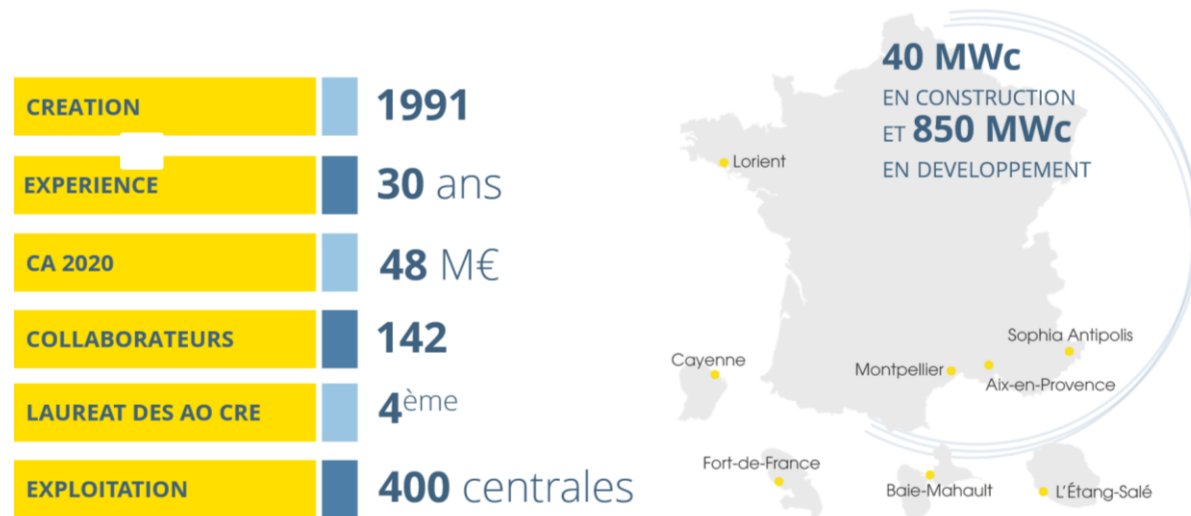 CREATION 1991
EXPERIENCE 30 ans
CA 2020 48 M€
COLLABORATEURS 142
LAUREAT DES AO CRE 4ème
EXPLOITATION 400 centrales
40 MWc
EN CONSTRUCTION
ET 850 MWc
EN DEVELOPPEMENT
Lorient
Sophia Antipolis
Cayenne
Montpellier
Aix-en-Provence
Fort-de-France
Baie-Mahault
L'Étang-Salé